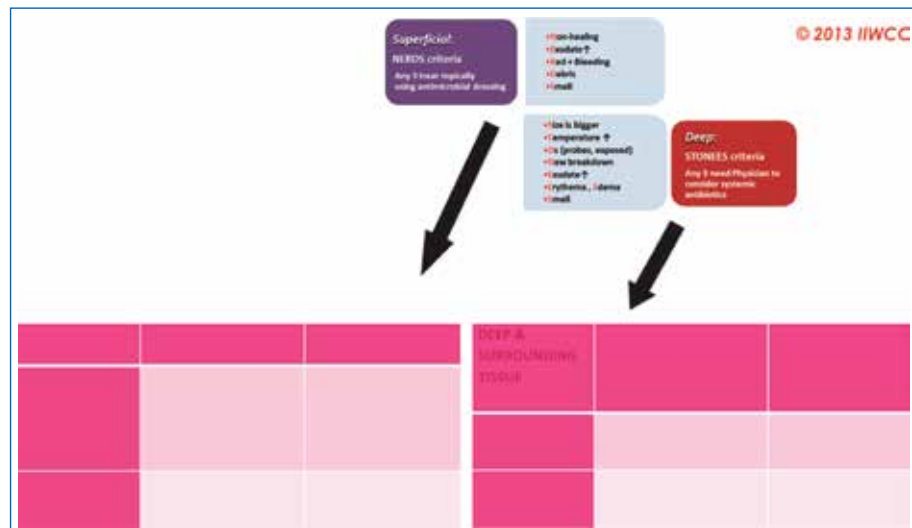 © 2013 IIWCC
Superficial:
NERDS criteria
Any 3 treat topically
using antimicrobial dressing
•Non-healing
•Exudate↑
•Red + Bleeding
•Debris
•Smell
•Size is bigger
•Temperature ↑
•Os (probes, exposed)
•New breakdown
•Exudate↑
•Erythema, Edema
•Smell
Deep:
STONEES criteria
Any 3 need Physician to
consider systemic
antibiotics
DEEP &
SURROUNDING
TISSUE